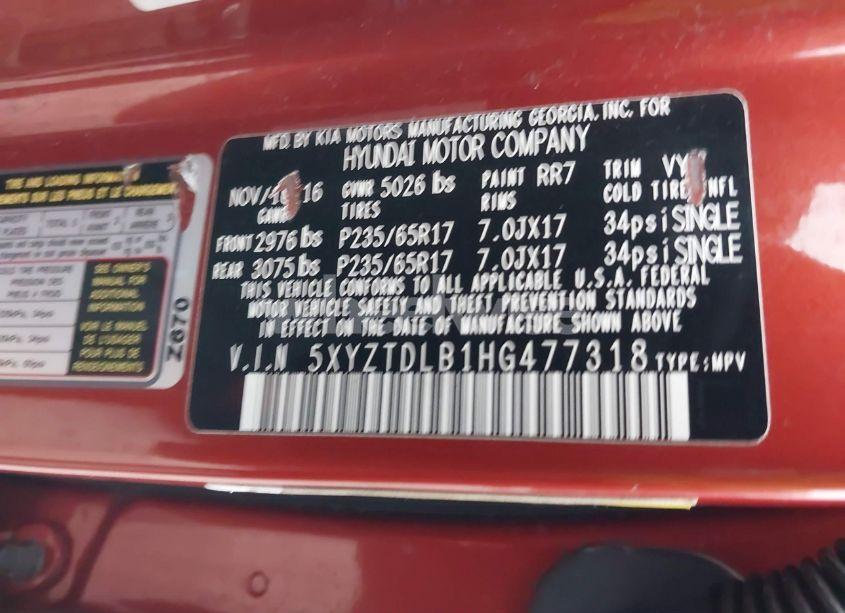 TIRE AND LOADING INFORMATION
SEE OWNER'S
MANUAL FOR
ADDITIONAL
INFORMATION
VOIR LE MANUEL
DE L'USAGER
POUR PLUS DE
RENSEIGNEMENTS
Z670
MFD. BY KIA MOTORS MANUFACTURING GEORGIA, INC. FOR
HYUNDAI MOTOR COMPANY
NOV/ 16 GVWR 5026 lbs PAINT RR7 TRIM
TIRES RIMS COLD TIRE INFL
FRONT 2976 lbs P235/65R17 7.0JX17 34psi SINGLE
REAR 3075 lbs P235/65R17 7.0JX17 34psi SINGLE
THIS VEHICLE CONFORMS TO ALL APPLICABLE U.S.A. FEDERAL
MOTOR VEHICLE SAFETY AND THEFT PREVENTION STANDARDS
IN EFFECT ON THE DATE OF MANUFACTURE SHOWN ABOVE.
V.I.N 5XYZTDLB1HG477318 TYPE:MPV